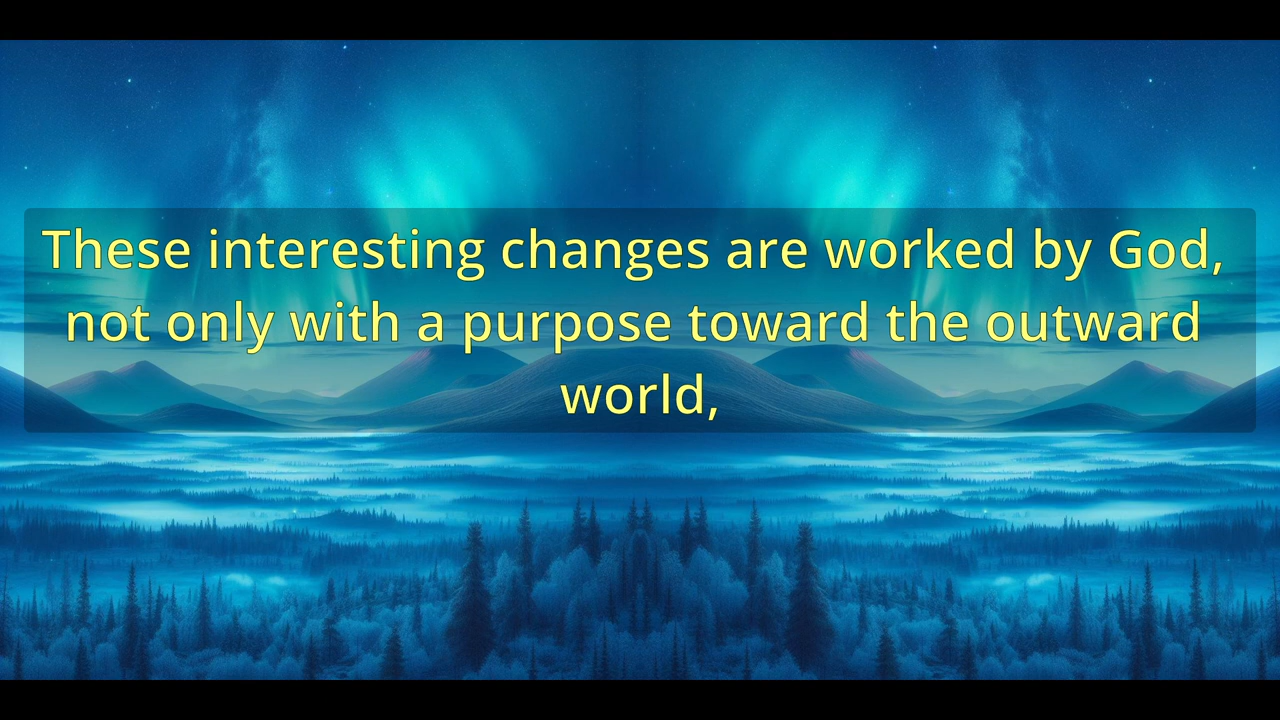 These interesting changes are worked by God,
not only with a purpose toward the outward
world,